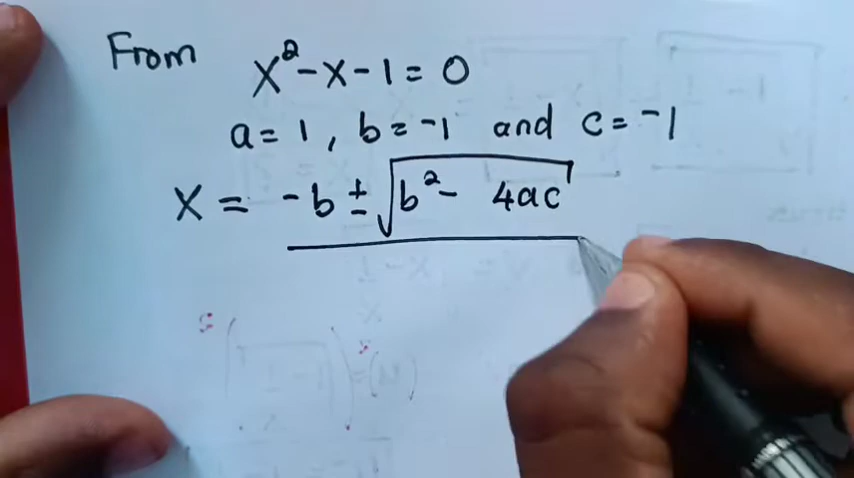 From x² - x - 1 = 0
a = 1 , b = -1 and c = -1
x = -b ± √b² - 4ac